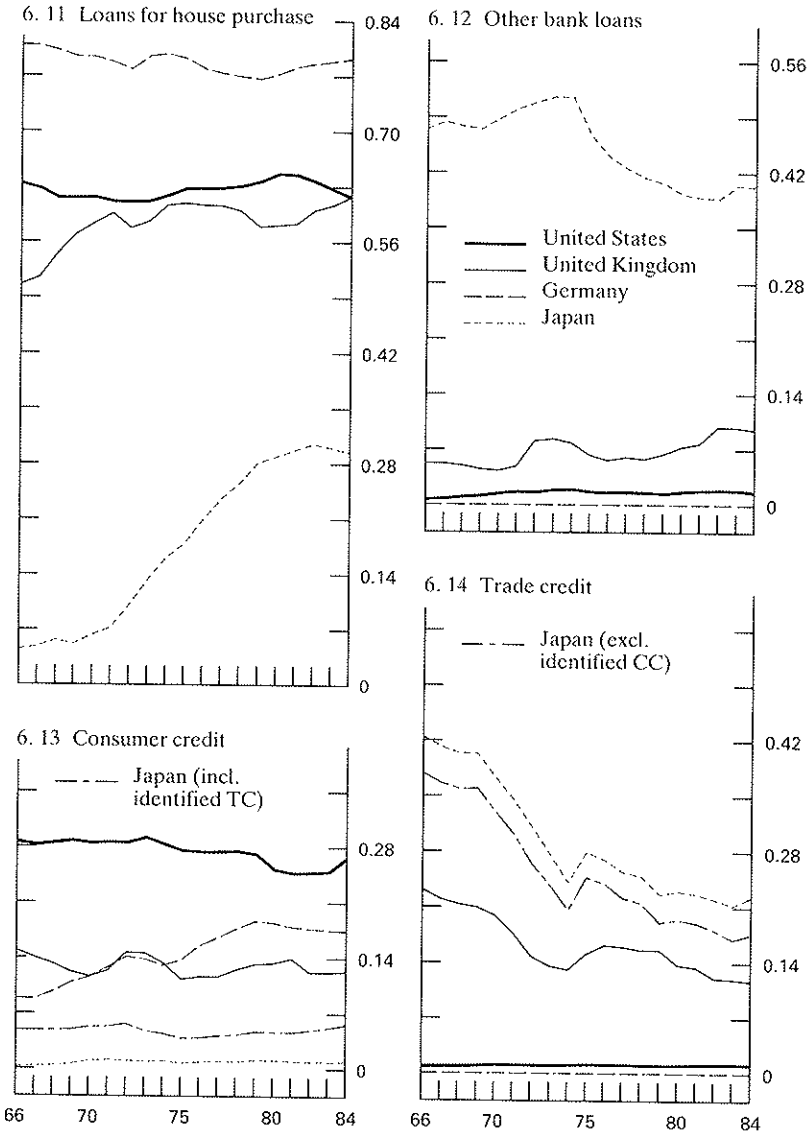 6. 11 Loans for house purchase
0.84
0.70
0.56
0.42
0.28
0.14
0
6. 12 Other bank loans
0.56
0.42
United States
United Kingdom
Germany
Japan
0.28
0.14
0
6. 13 Consumer credit
Japan (incl.
identified TC)
0.28
0.14
0
66 70 75 80 84
6. 14 Trade credit
Japan (excl.
identified CC)
0.42
0.28
0.14
0
66 70 75 80 84